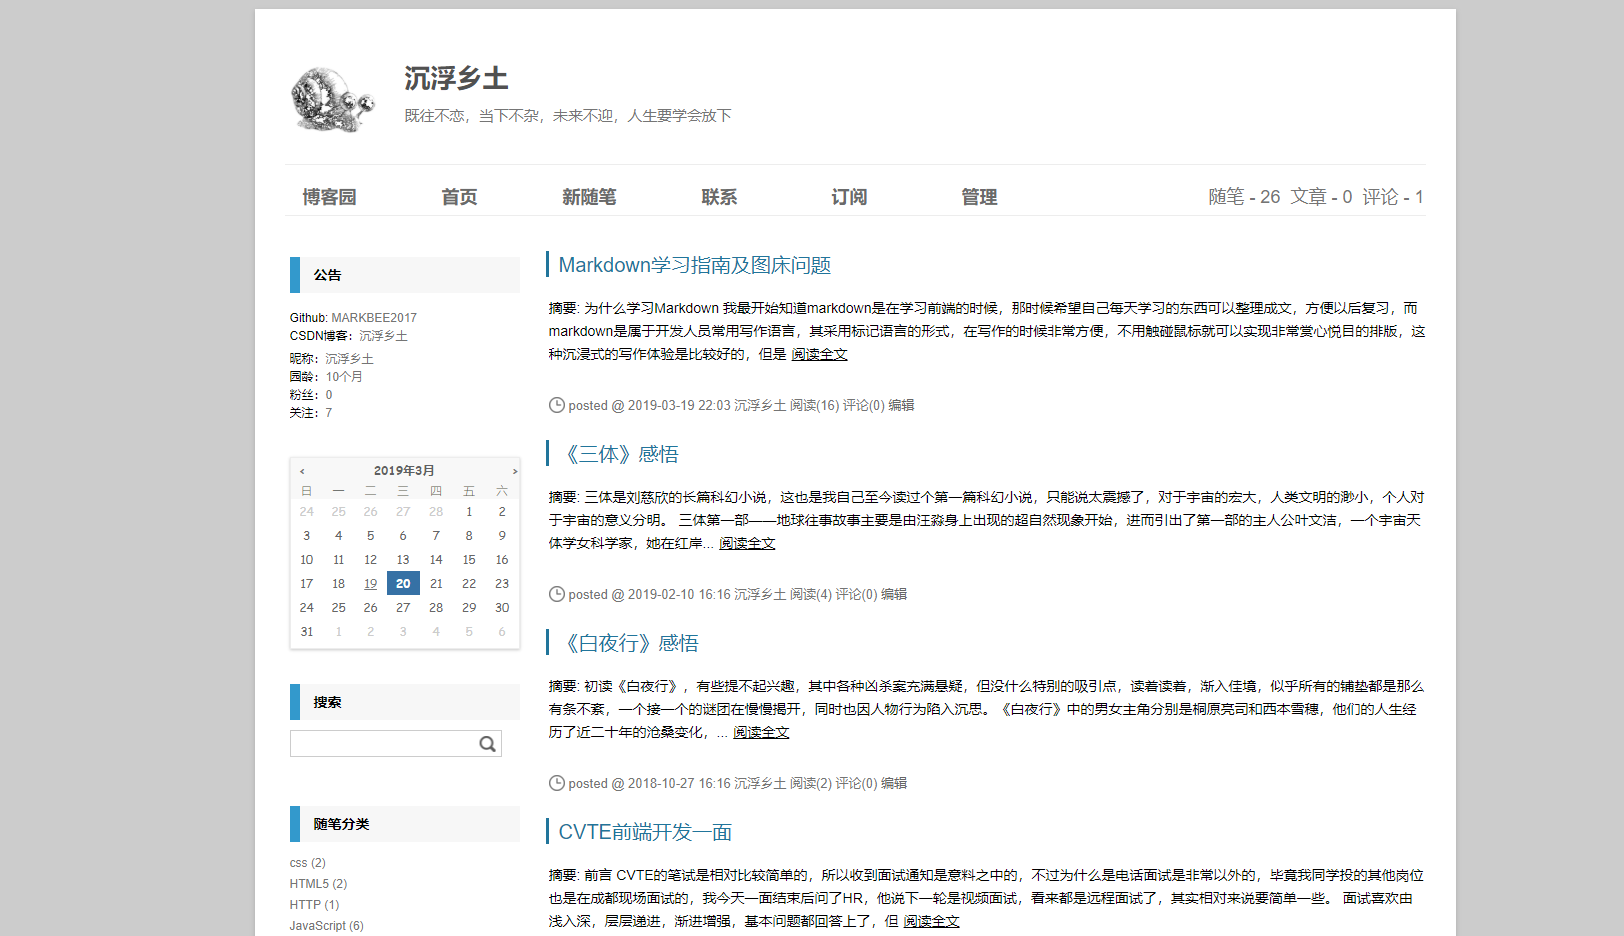 沉浮乡土
既往不恋，当下不杂，未来不迎，人生要学会放下
博客园 首页 新随笔 联系 订阅 管理 随笔 - 26 文章 - 0 评论 - 1
公告
Github: MARKBEE2017
CSDN博客：沉浮乡土
昵称：沉浮乡土
园龄：10个月
粉丝：0
关注：7
‹ 2019年3月 ›
日 一 二 三 四 五 六
24 25 26 27 28 1 2
3 4 5 6 7 8 9
10 11 12 13 14 15 16
17 18 19 20 21 22 23
24 25 26 27 28 29 30
31 1 2 3 4 5 6
搜索
随笔分类
css (2)
HTML5 (2)
HTTP (1)
JavaScript (6)
Markdown学习指南及图床问题
摘要: 为什么学习Markdown 我最开始知道markdown是在学习前端的时候，那时候希望自己每天学习的东西可以整理成文，方便以后复习，而
markdown是属于开发人员常用写作语言，其采用标记语言的形式，在写作的时候非常方便，不用触碰鼠标就可以实现非常赏心悦目的排版，这
种沉浸式的写作体验是比较好的，但是 阅读全文
posted @ 2019-03-19 22:03 沉浮乡土 阅读(16) 评论(0) 编辑
《三体》感悟
摘要: 三体是刘慈欣的长篇科幻小说，这也是我自己至今读过个第一篇科幻小说，只能说太震撼了，对于宇宙的宏大，人类文明的渺小，个人对
于宇宙的意义分明。 三体第一部——地球往事故事主要是由汪淼身上出现的超自然现象开始，进而引出了第一部的主人公叶文洁，一个宇宙天
体学女科学家，她在红岸... 阅读全文
posted @ 2019-02-10 16:16 沉浮乡土 阅读(4) 评论(0) 编辑
《白夜行》感悟
摘要: 初读《白夜行》，有些提不起兴趣，其中各种凶杀案充满悬疑，但没什么特别的吸引点，读着读着，渐入佳境，似乎所有的铺垫都是那么
有条不紊，一个接一个的谜团在慢慢揭开，同时也因人物行为陷入沉思。《白夜行》中的男女主角分别是桐原亮司和西本雪穗，他们的人生经
历了近二十年的沧桑变化，... 阅读全文
posted @ 2018-10-27 16:16 沉浮乡土 阅读(2) 评论(0) 编辑
CVTE前端开发一面
摘要: 前言 CVTE的笔试是相对比较简单的，所以收到面试通知是意料之中的，不过为什么是电话面试是非常以外的，毕竟我同学投的其他岗位
也是在成都现场面试的，我今天一面结束后问了HR，他说下一轮是视频面试，看来都是远程面试了，其实相对来说要简单一些。 面试喜欢由
浅入深，层层递进，渐进增强，基本问题都回答上了，但 阅读全文